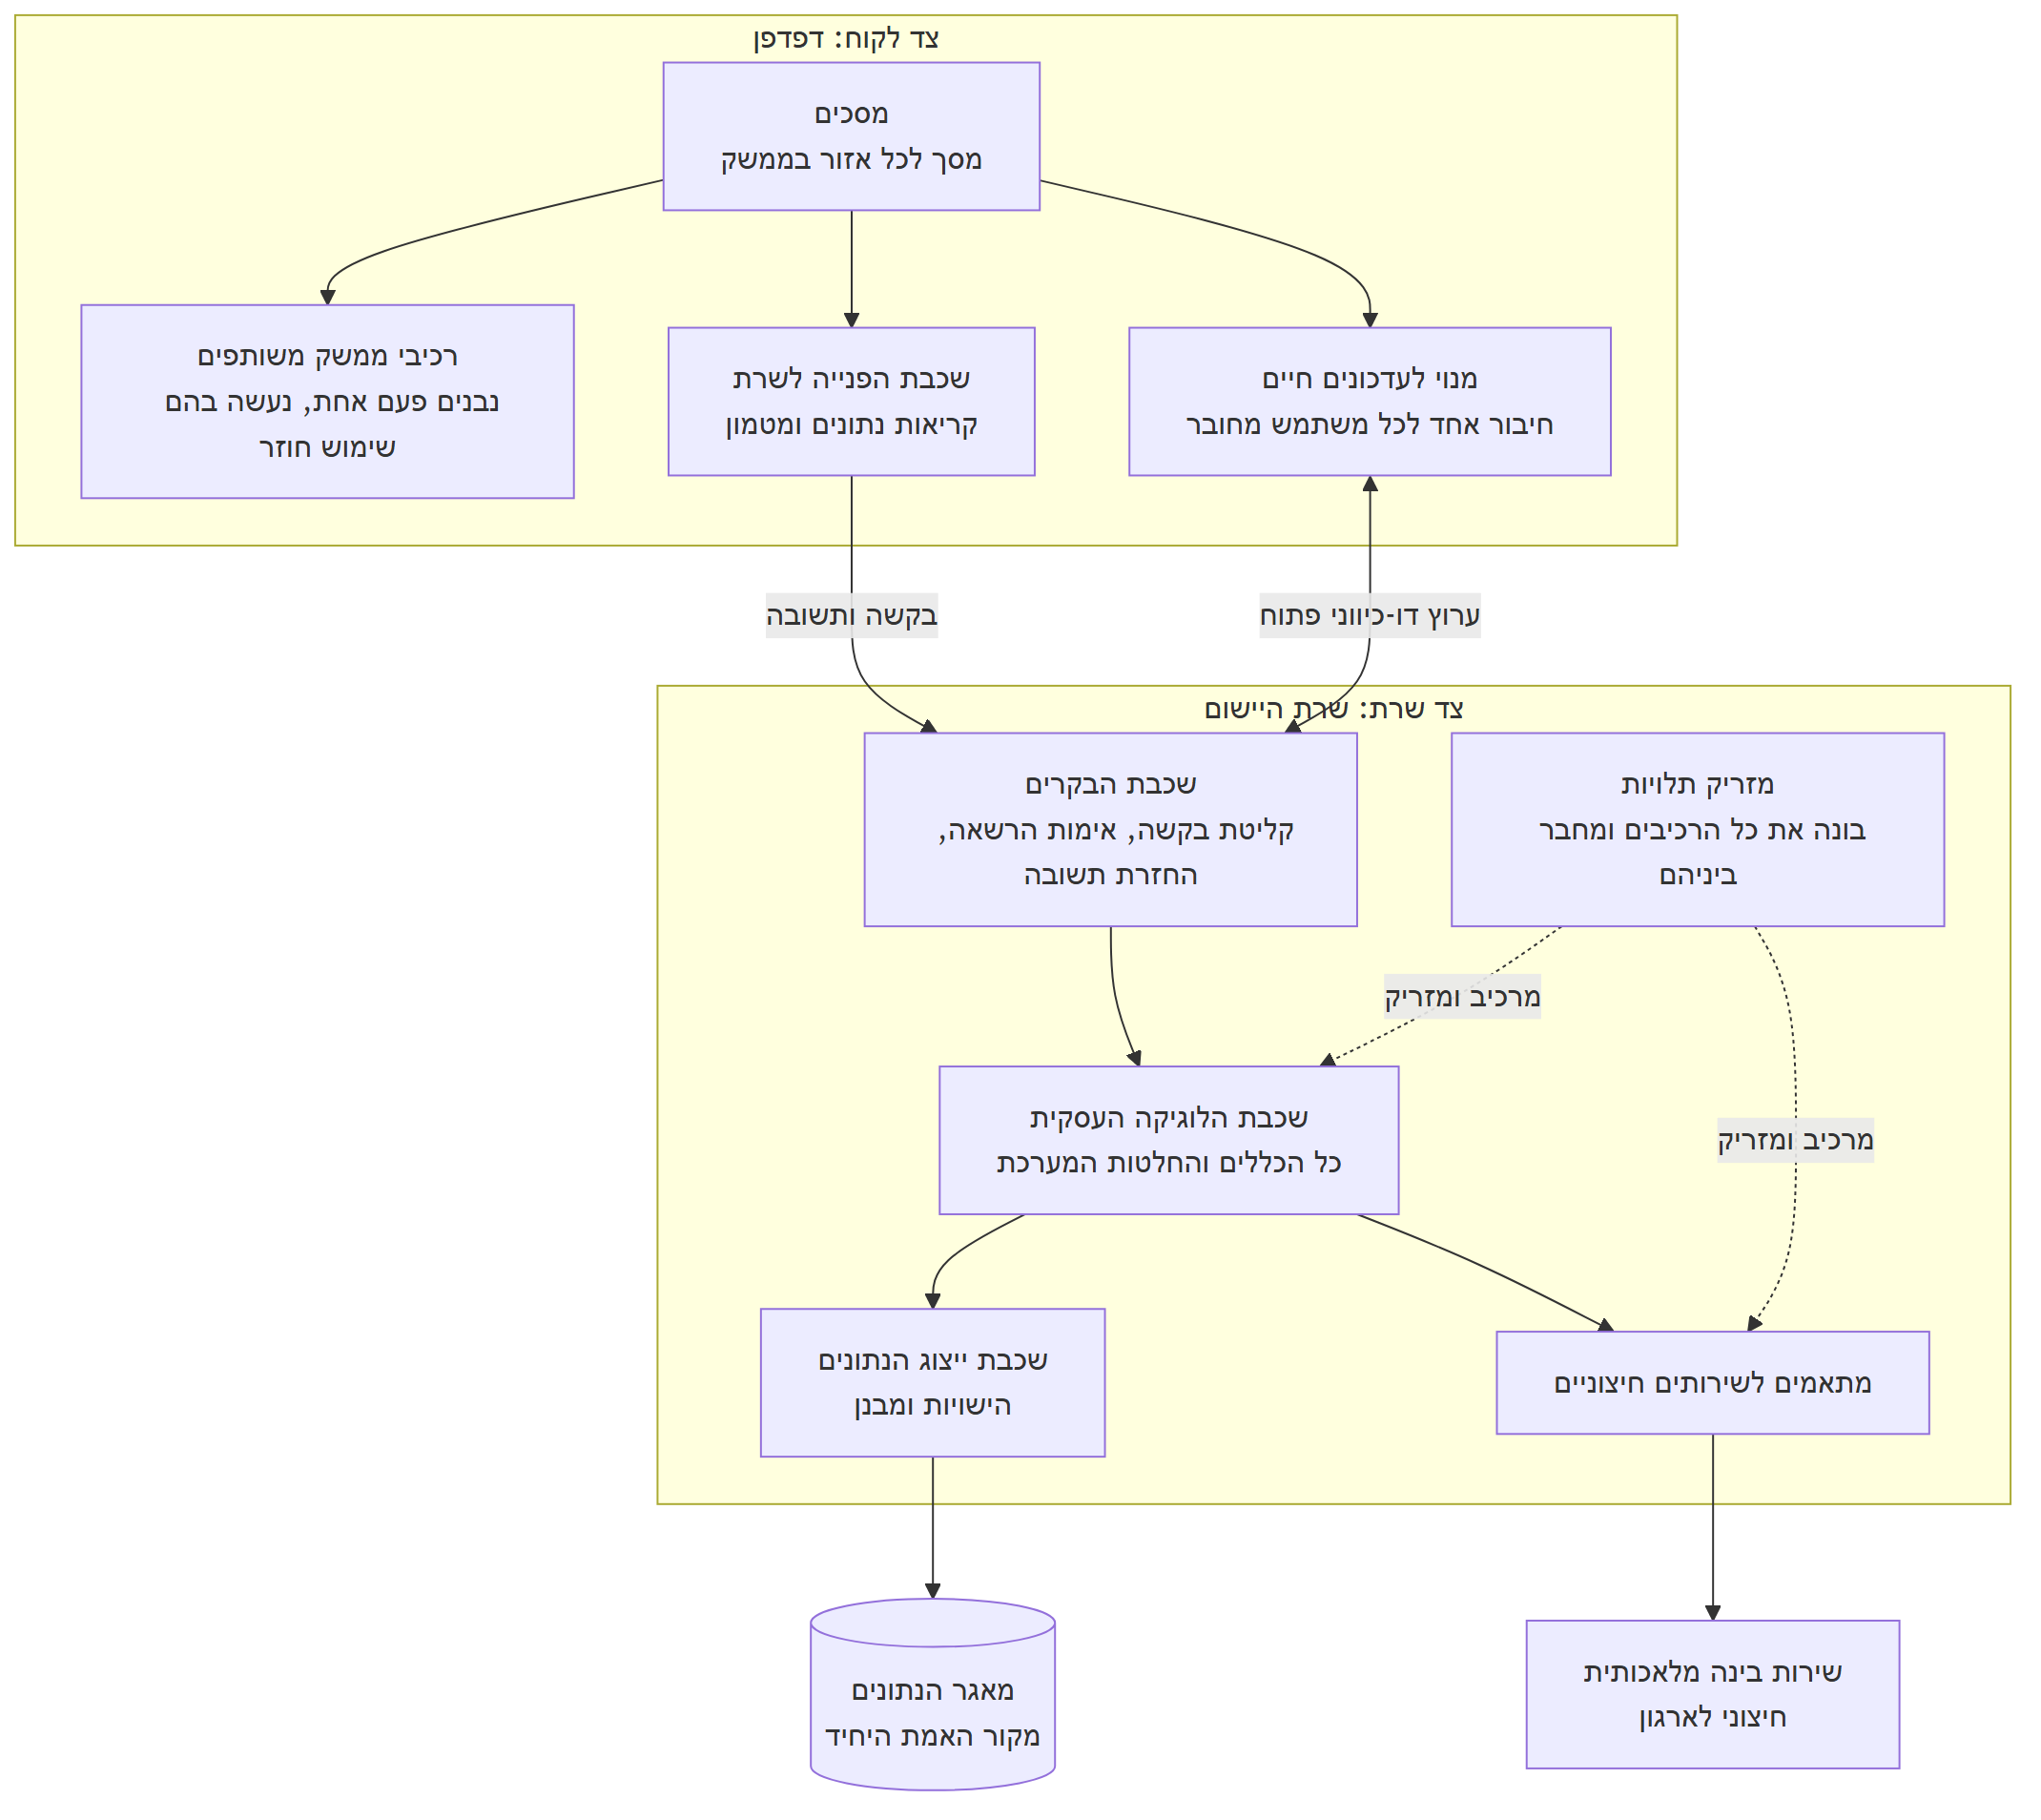 צד לקוח: דפדפן
מסכים
מסך לכל אזור בממשק
רכיבי ממשק משותפים
נבנים פעם אחת, נעשה בהם
שימוש חוזר
שכבת הפנייה לשרת
קריאות נתונים ומטמון
מנוי לעדכונים חיים
חיבור אחד לכל משתמש מחובר
בקשה ותשובה
ערוץ דו-כיווני פתוח
צד שרת: שרת היישום
שכבת הבקרים
קליטת בקשה, אימות הרשאה,
החזרת תשובה
מזריק תלויות
בונה את כל הרכיבים ומחבר
ביניהם
מרכיב ומזריק
שכבת הלוגיקה העסקית
כל הכללים והחלטות המערכת
מרכיב ומזריק
שכבת ייצוג הנתונים
הישויות ומבנן
מתאמים לשירותים חיצוניים
מאגר הנתונים
מקור האמת היחיד
שירות בינה מלאכותית
חיצוני לארגון